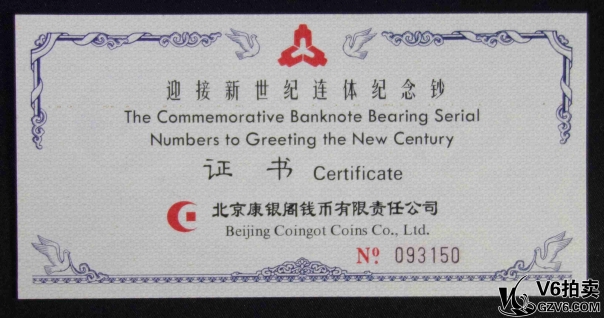 迎接新世纪连体纪念钞
The Commemorative Banknote Bearing Serial
Numbers to Greeting the New Century
证书 Certificate
北京康银阁钱币有限责任公司
Beijing Coingot Coins Co., Ltd.
Nº 093150
V6拍卖
GZV6.COM